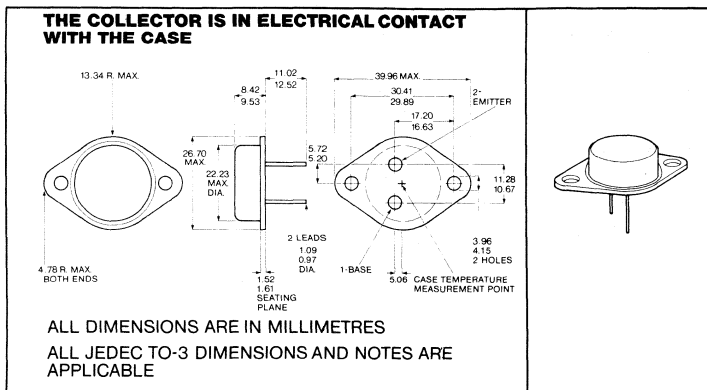 THE COLLECTOR IS IN ELECTRICAL CONTACT
WITH THE CASE
13.34 R. MAX.
11.02
12.52
8.42
9.53
39.96 MAX.
30.41
29.89
2-
EMITTER
17.20
16.63
26.70
MAX.
22.23
MAX.
DIA.
5.72
5.20
11.28
10.67
2 LEADS
1.09
0.97
DIA.
1-BASE
3.96
4.15
2 HOLES
4.78 R. MAX.
BOTH ENDS
1.52
1.61
SEATING
PLANE
5.06
CASE TEMPERATURE
MEASUREMENT POINT
ALL DIMENSIONS ARE IN MILLIMETRES
ALL JEDEC TO-3 DIMENSIONS AND NOTES ARE
APPLICABLE